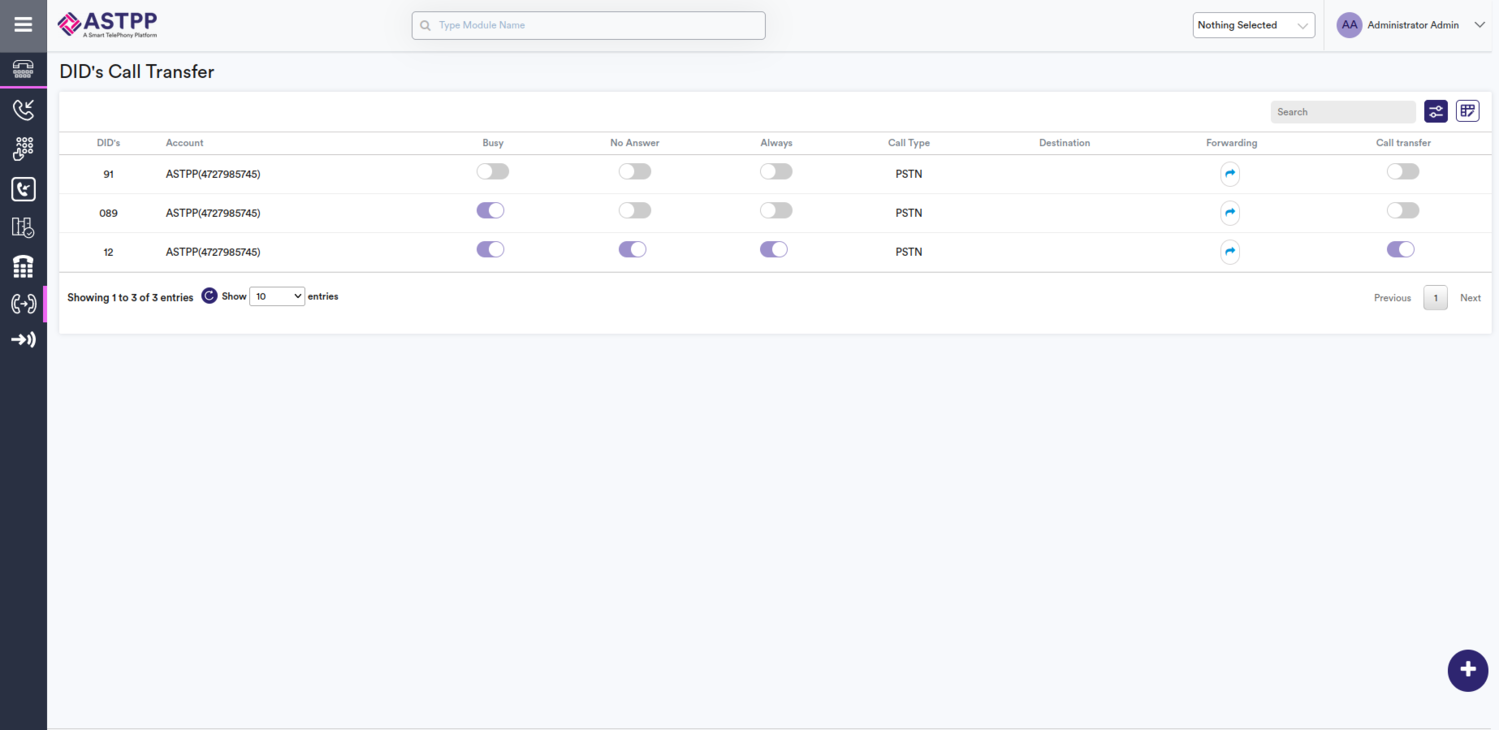 ASTPP
A Smart TelePhony Platform
Type Module Name
Nothing Selected
AA Administrator Admin
DID's Call Transfer
Search
DID's Account Busy No Answer Always Call Type Destination Forwarding Call transfer
91 ASTPP(4727985745) PSTN
089 ASTPP(4727985745) PSTN
12 ASTPP(4727985745) PSTN
Showing 1 to 3 of 3 entries Show 10 entries Previous 1 Next